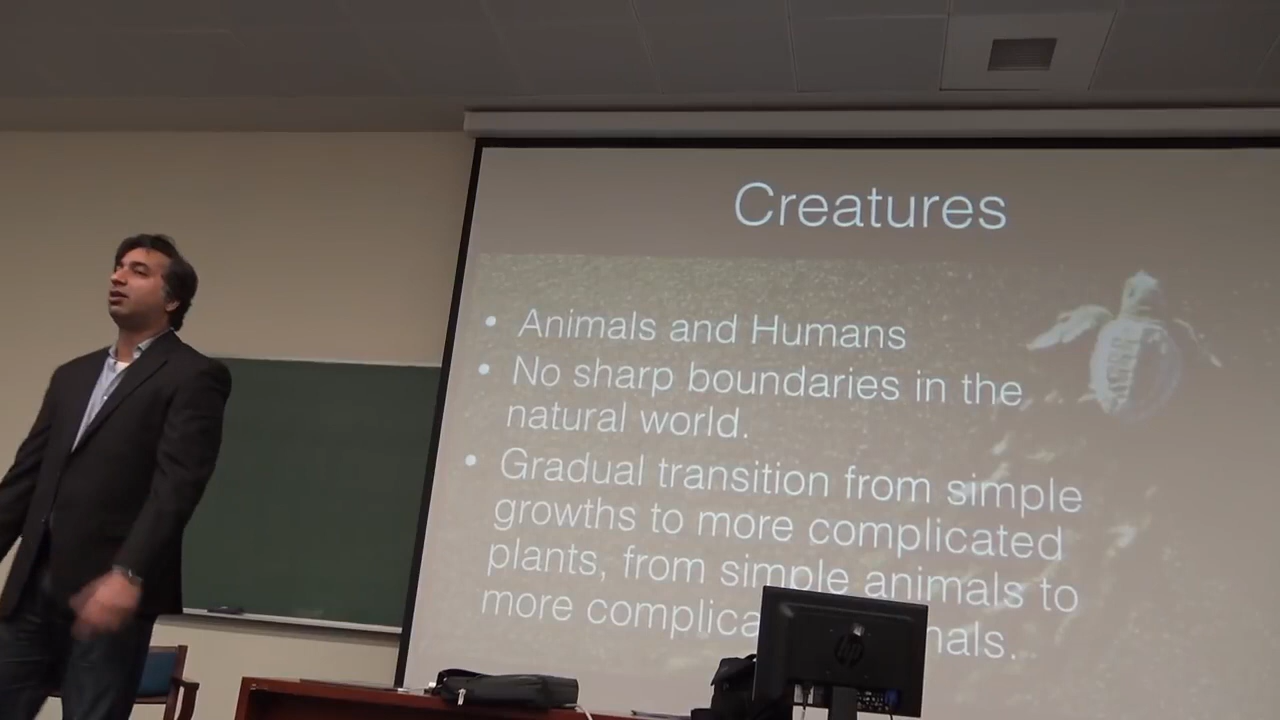 Creatures
• Animals and Humans
• No sharp boundaries in the
natural world.
• Gradual transition from simple
growths to more complicated
plants, from simple animals to
more complica nals.
hp